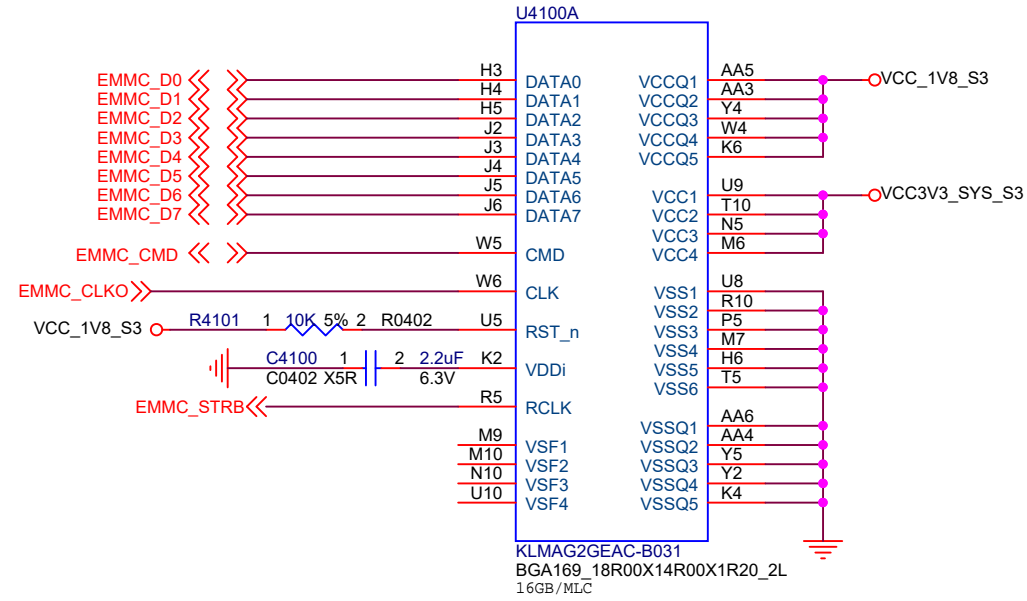 U4100A
EMMC_D0 H3 DATA0 VCCQ1 AA5 VCC_1V8_S3
EMMC_D1 H4 DATA1 VCCQ2 AA3
EMMC_D2 H5 DATA2 VCCQ3 Y4
EMMC_D3 J2 DATA3 VCCQ4 W4
EMMC_D4 J3 DATA4 VCCQ5 K6
EMMC_D5 J4 DATA5
EMMC_D6 J5 DATA6 VCC1 U9 VCC3V3_SYS_S3
EMMC_D7 J6 DATA7 VCC2 T10
VCC3 N5
EMMC_CMD W5 CMD VCC4 M6
EMMC_CLKO W6 CLK VSS1 U8
VSS2 R10
VCC_1V8_S3 R4101 1 10K 5% 2 R0402 U5 RST_n VSS3 P5
VSS4 M7
C4100 1 2 2.2uF K2 VDDi VSS5 H6
C0402 X5R 6.3V VSS6 T5
EMMC_STRB R5 RCLK
VSSQ1 AA6
M9 VSF1 VSSQ2 AA4
M10 VSF2 VSSQ3 Y5
N10 VSF3 VSSQ4 Y2
U10 VSF4 VSSQ5 K4
KLMAG2GEAC-B031
BGA169_18R00X14R00X1R20_2L
16GB/MLC